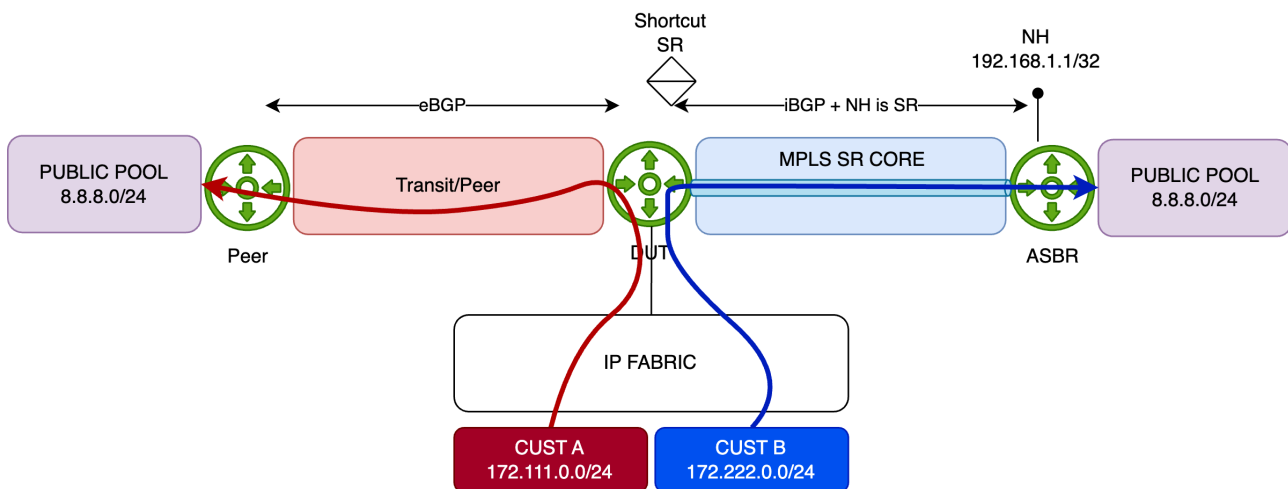 Shortcut
SR
NH
192.168.1.1/32
eBGP
iBGP + NH is SR
PUBLIC POOL
8.8.8.0/24
Transit/Peer
MPLS SR CORE
PUBLIC POOL
8.8.8.0/24
Peer
DUT
ASBR
IP FABRIC
CUST A
172.111.0.0/24
CUST B
172.222.0.0/24